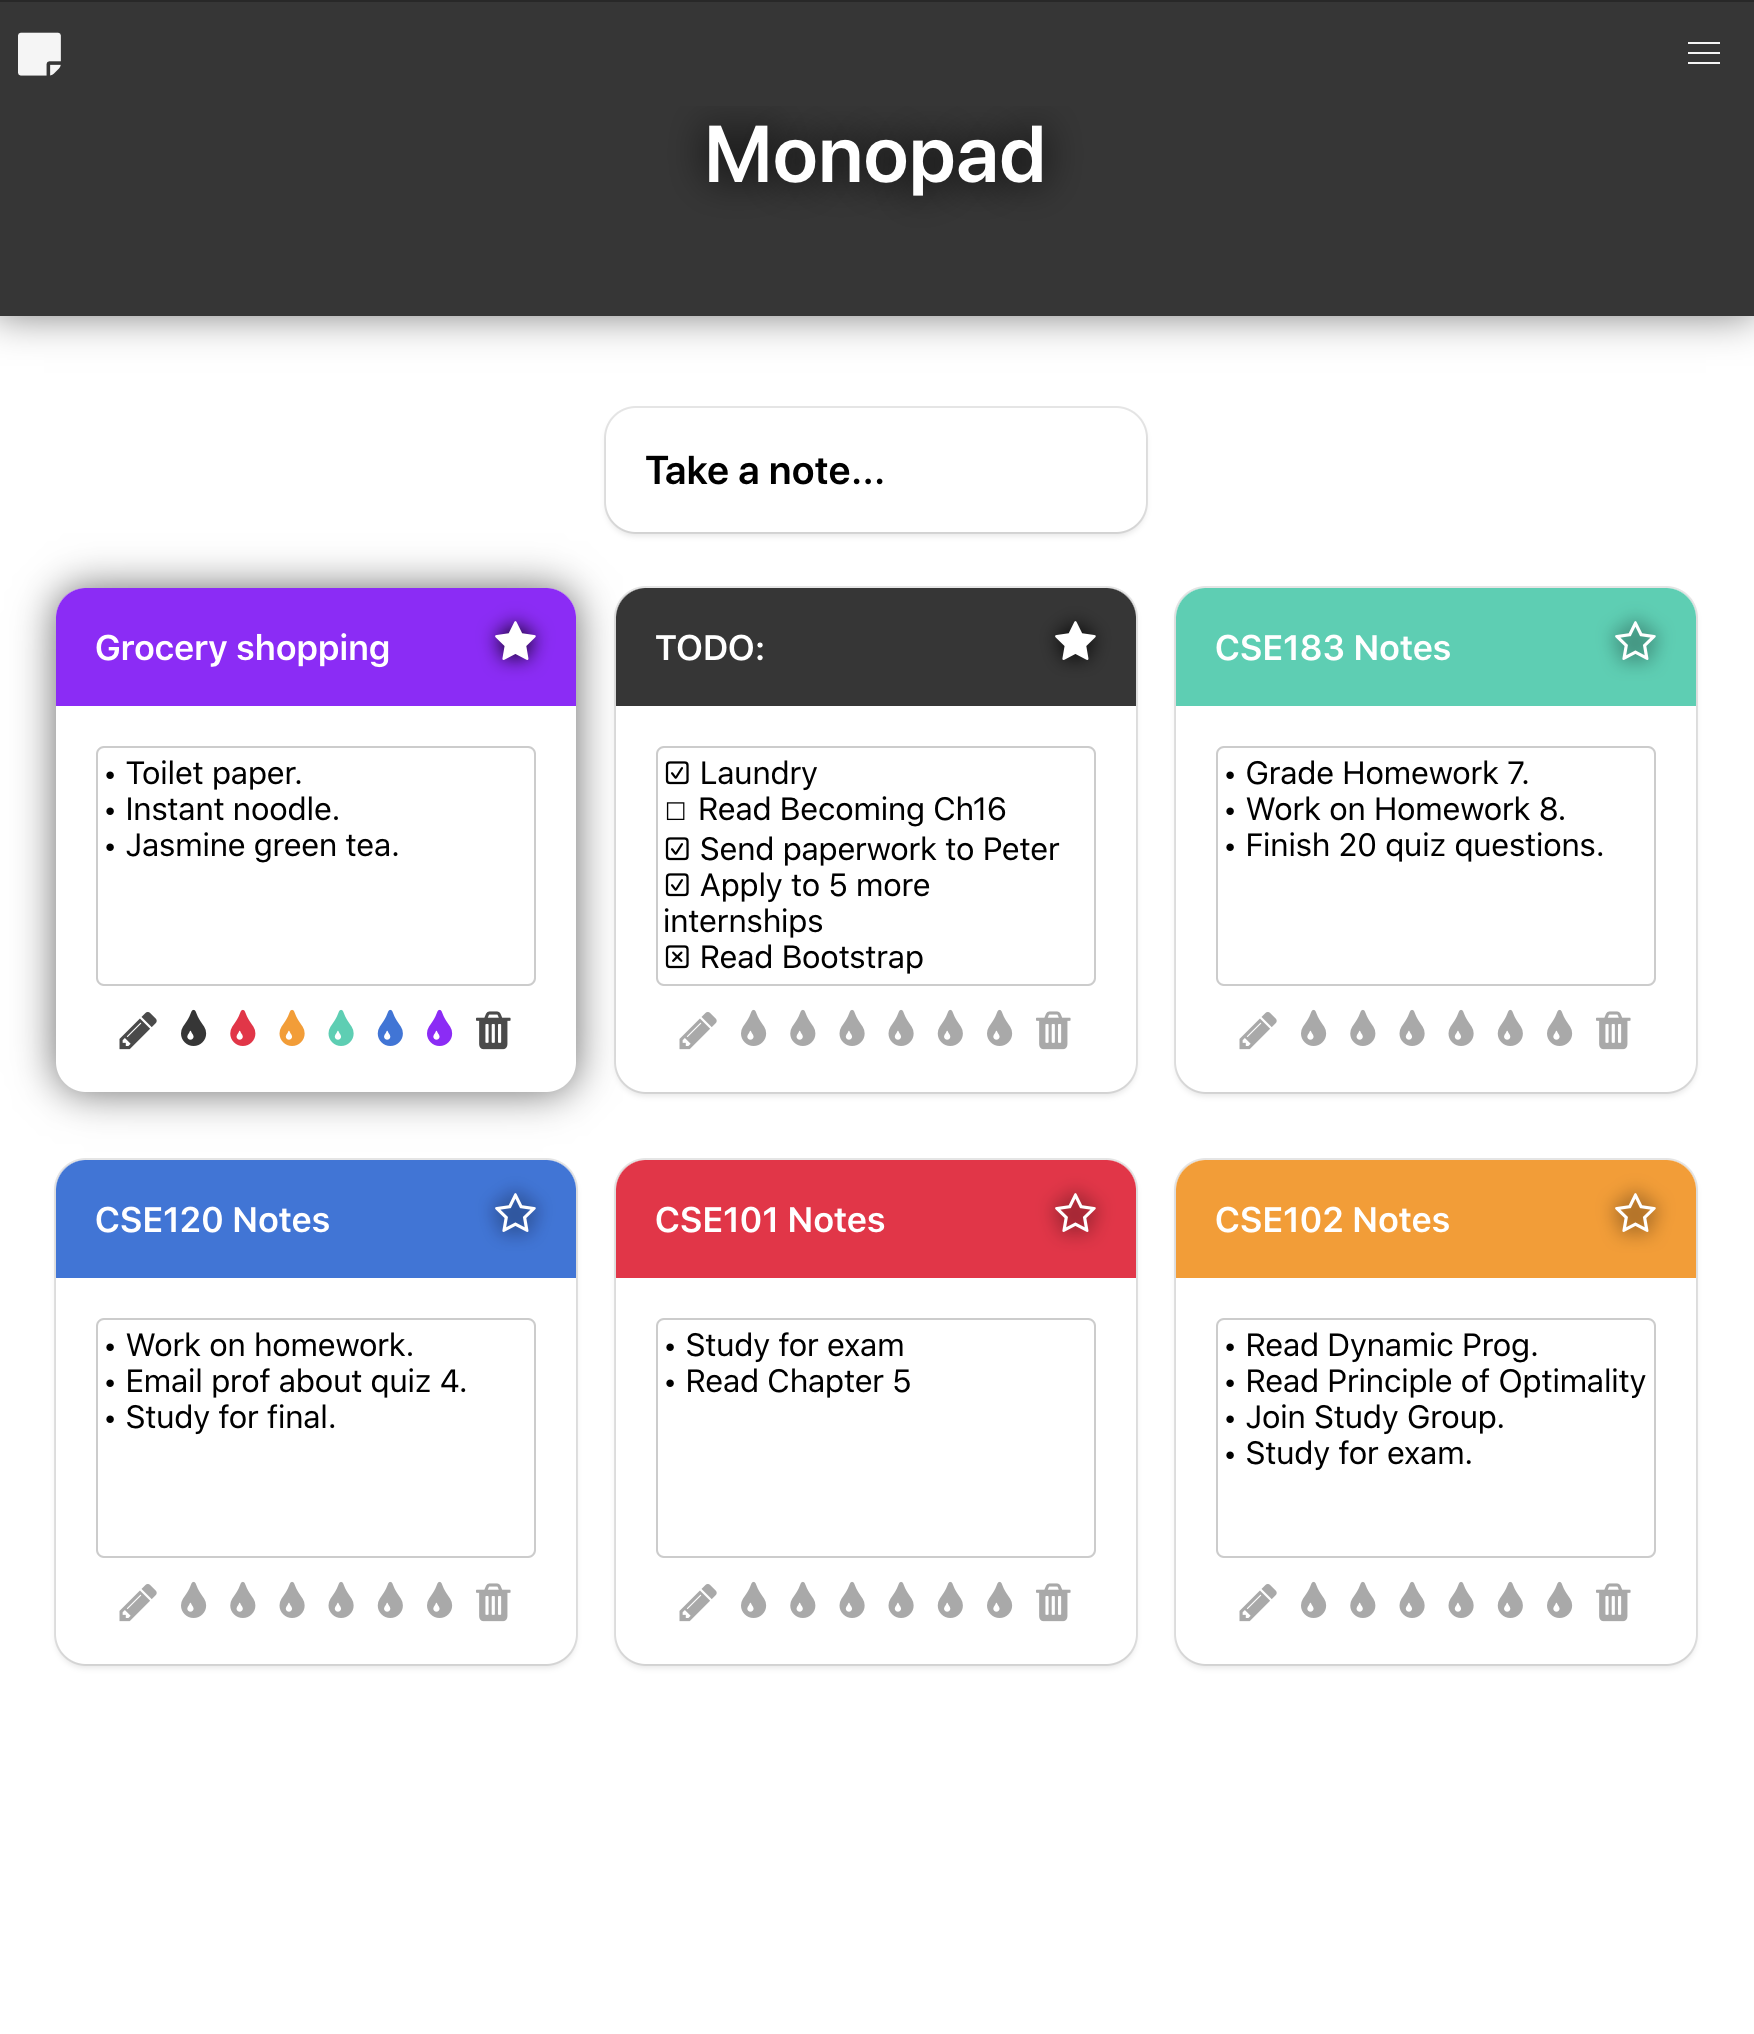 Monopad
Take a note...
Grocery shopping
• Toilet paper.
• Instant noodle.
• Jasmine green tea.
TODO:
☑ Laundry
☐ Read Becoming Ch16
☑ Send paperwork to Peter
☑ Apply to 5 more
internships
☒ Read Bootstrap
CSE183 Notes
• Grade Homework 7.
• Work on Homework 8.
• Finish 20 quiz questions.
CSE120 Notes
• Work on homework.
• Email prof about quiz 4.
• Study for final.
CSE101 Notes
• Study for exam
• Read Chapter 5
CSE102 Notes
• Read Dynamic Prog.
• Read Principle of Optimality
• Join Study Group.
• Study for exam.